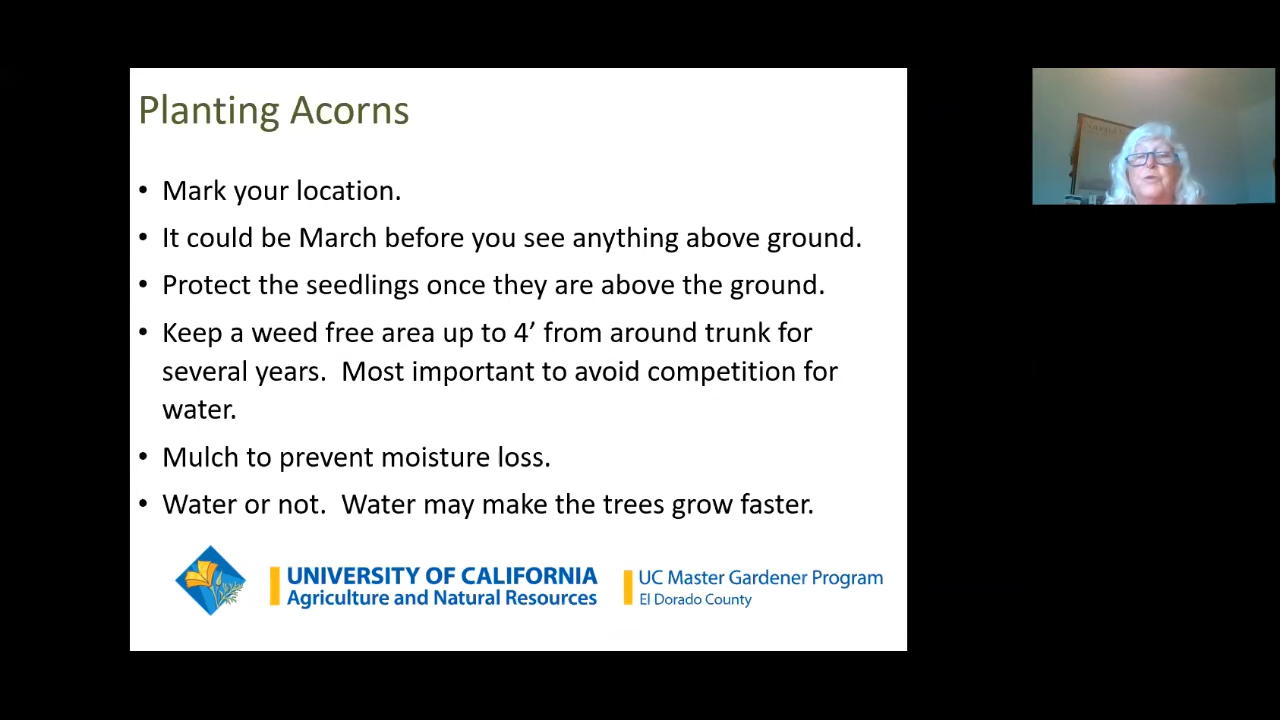 Planting Acorns
• Mark your location.
• It could be March before you see anything above ground.
• Protect the seedlings once they are above the ground.
• Keep a weed free area up to 4’ from around trunk for
several years.  Most important to avoid competition for
water.
• Mulch to prevent moisture loss.
• Water or not.  Water may make the trees grow faster.
UNIVERSITY OF CALIFORNIA
Agriculture and Natural Resources
UC Master Gardener Program
El Dorado County